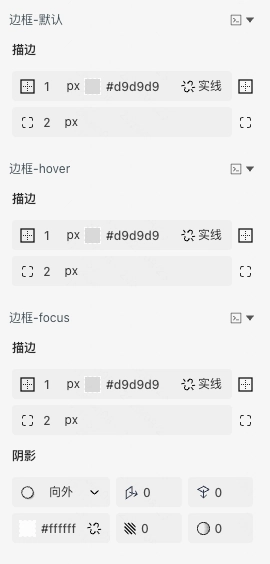 边框-默认
描边
1 px #d9d9d9 实线
2 px
边框-hover
描边
1 px #d9d9d9 实线
2 px
边框-focus
描边
1 px #d9d9d9 实线
2 px
阴影
向外 0 0
#ffffff 0 0